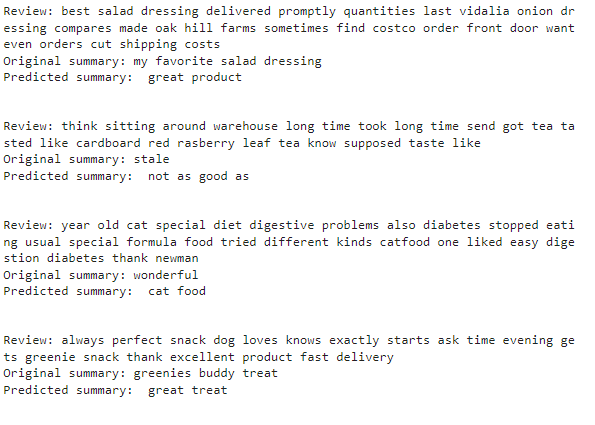 Review: best salad dressing delivered promptly quantities last vidalia onion dr
essing compares made oak hill farms sometimes find costco order front door want
even orders cut shipping costs
Original summary: my favorite salad dressing
Predicted summary:  great product
Review: think sitting around warehouse long time took long time send got tea ta
sted like cardboard red rasberry leaf tea know supposed taste like
Original summary: stale
Predicted summary:  not as good as
Review: year old cat special diet digestive problems also diabetes stopped eati
ng usual special formula food tried different kinds catfood one liked easy dige
stion diabetes thank newman
Original summary: wonderful
Predicted summary:  cat food
Review: always perfect snack dog loves knows exactly starts ask time evening ge
ts greenie snack thank excellent product fast delivery
Original summary: greenies buddy treat
Predicted summary:  great treat